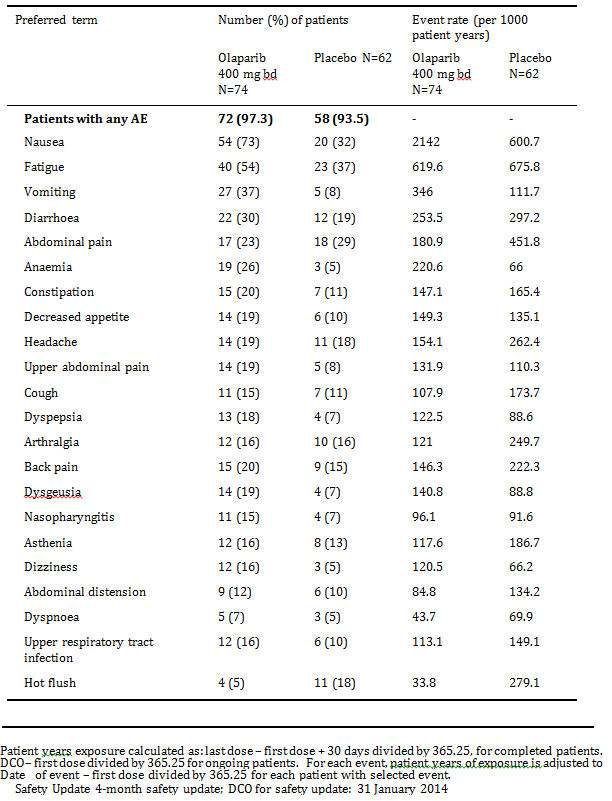 Preferred term Number (%) of patients Event rate (per 1000
patient years)
Olaparib Placebo N=62 Olaparib Placebo
400 mg bd 400 mg bd N=62
N=74 N=74
Patients with any AE 72 (97.3) 58 (93.5) - -
Nausea 54 (73) 20 (32) 2142 600.7
Fatigue 40 (54) 23 (37) 619.6 675.8
Vomiting 27 (37) 5 (8) 346 111.7
Diarrhoea 22 (30) 12 (19) 253.5 297.2
Abdominal pain 17 (23) 18 (29) 180.9 451.8
Anaemia 19 (26) 3 (5) 220.6 66
Constipation 15 (20) 7 (11) 147.1 165.4
Decreased appetite 14 (19) 6 (10) 149.3 135.1
Headache 14 (19) 11 (18) 154.1 262.4
Upper abdominal pain 14 (19) 5 (8) 131.9 110.3
Cough 11 (15) 7 (11) 107.9 173.7
Dyspepsia 13 (18) 4 (7) 122.5 88.6
Arthralgia 12 (16) 10 (16) 121 249.7
Back pain 15 (20) 9 (15) 146.3 222.3
Dysgeusia 14 (19) 4 (7) 140.8 88.8
Nasopharyngitis 11 (15) 4 (7) 96.1 91.6
Asthenia 12 (16) 8 (13) 117.6 186.7
Dizziness 12 (16) 3 (5) 120.5 66.2
Abdominal distension 9 (12) 6 (10) 84.8 134.2
Dyspnoea 5 (7) 3 (5) 43.7 69.9
Upper respiratory tract 12 (16) 6 (10) 113.1 149.1
infection
Hot flush 4 (5) 11 (18) 33.8 279.1
Patient years exposure calculated as: last dose – first dose + 30 days divided by 365.25, for completed patients.
DCO – first dose divided by 365.25 for ongoing patients. For each event, patient years of exposure is adjusted to
Date of event – first dose divided by 365.25 for each patient with selected event.
Safety Update 4-month safety update; DCO for safety update: 31 January 2014